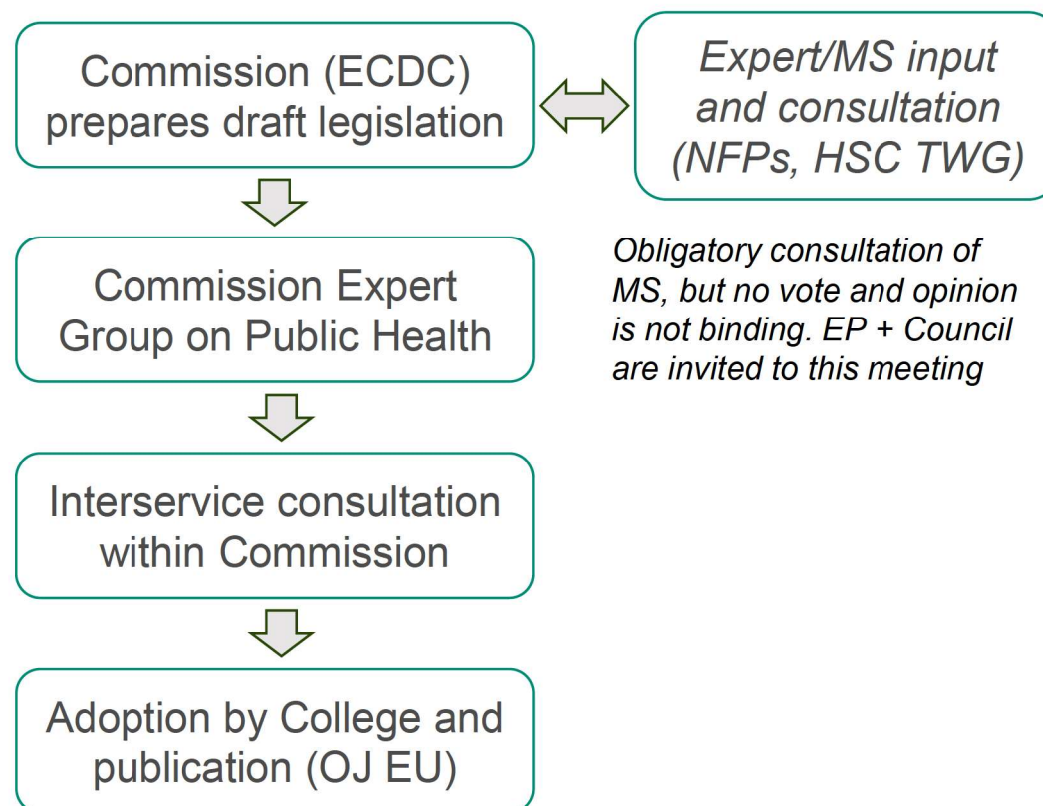 Commission (ECDC)
prepares draft legislation
Expert/MS input
and consultation
(NFPs, HSC TWG)
Commission Expert
Group on Public Health
Obligatory consultation of
MS, but no vote and opinion
is not binding. EP + Council
are invited to this meeting
Interservice consultation
within Commission
Adoption by College and
publication (OJ EU)